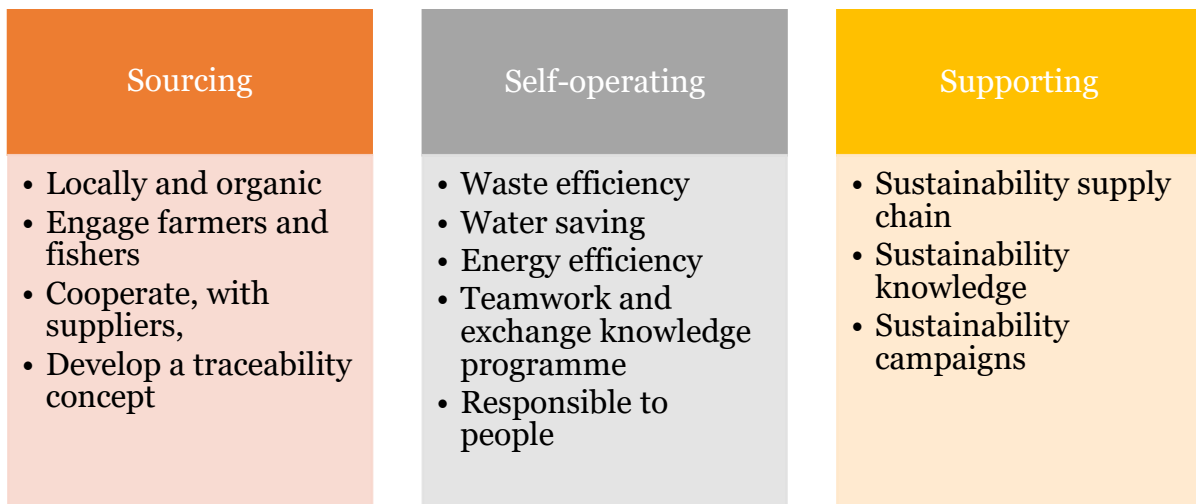 Sourcing
• Locally and organic
• Engage farmers and
fishers
• Cooperate, with
suppliers,
• Develop a traceability
concept
Self-operating
• Waste efficiency
• Water saving
• Energy efficiency
• Teamwork and
exchange knowledge
programme
• Responsible to
people
Supporting
• Sustainability supply
chain
• Sustainability
knowledge
• Sustainability
campaigns